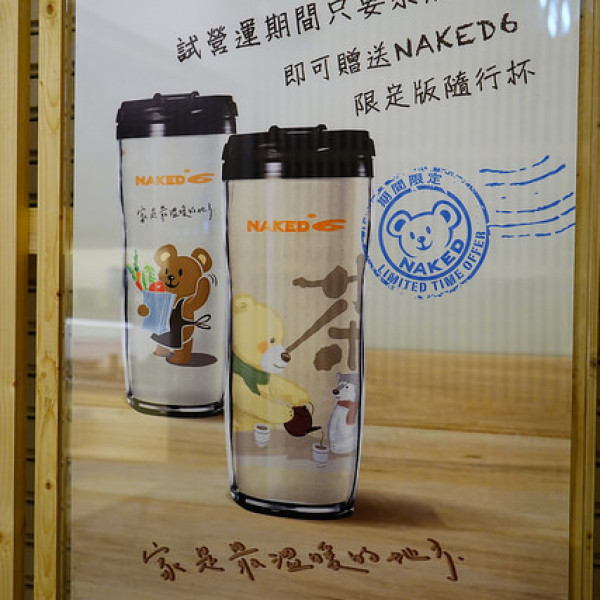 試營運期間只要
即可贈送NAKED6
限定版隨行杯
NAKED6
家是最溫暖的地方
NAKED6
茶
期間限定
NAKED
LIMITED TIME OFFER
家是最溫暖的地方.